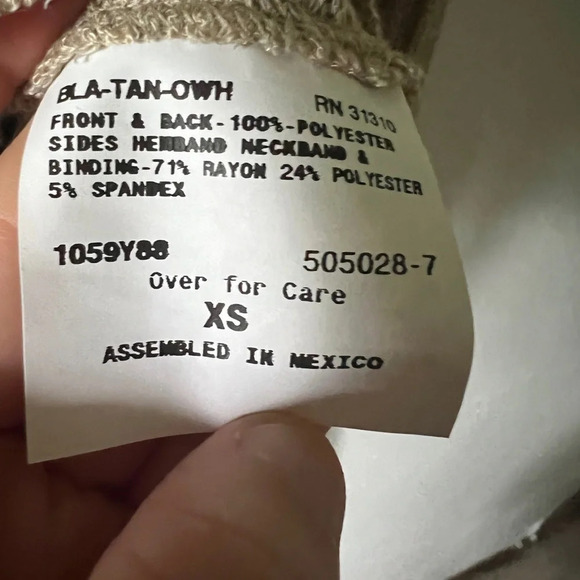 BLA-TAN-OWH
RN 31310
FRONT & BACK-100%-POLYESTER
SIDES HEMBAND NECKBAND &
BINDING-71% RAYON 24% POLYESTER
5% SPANDEX
1059Y88 505028-7
Over for Care
XS
ASSEMBLED IN MEXICO